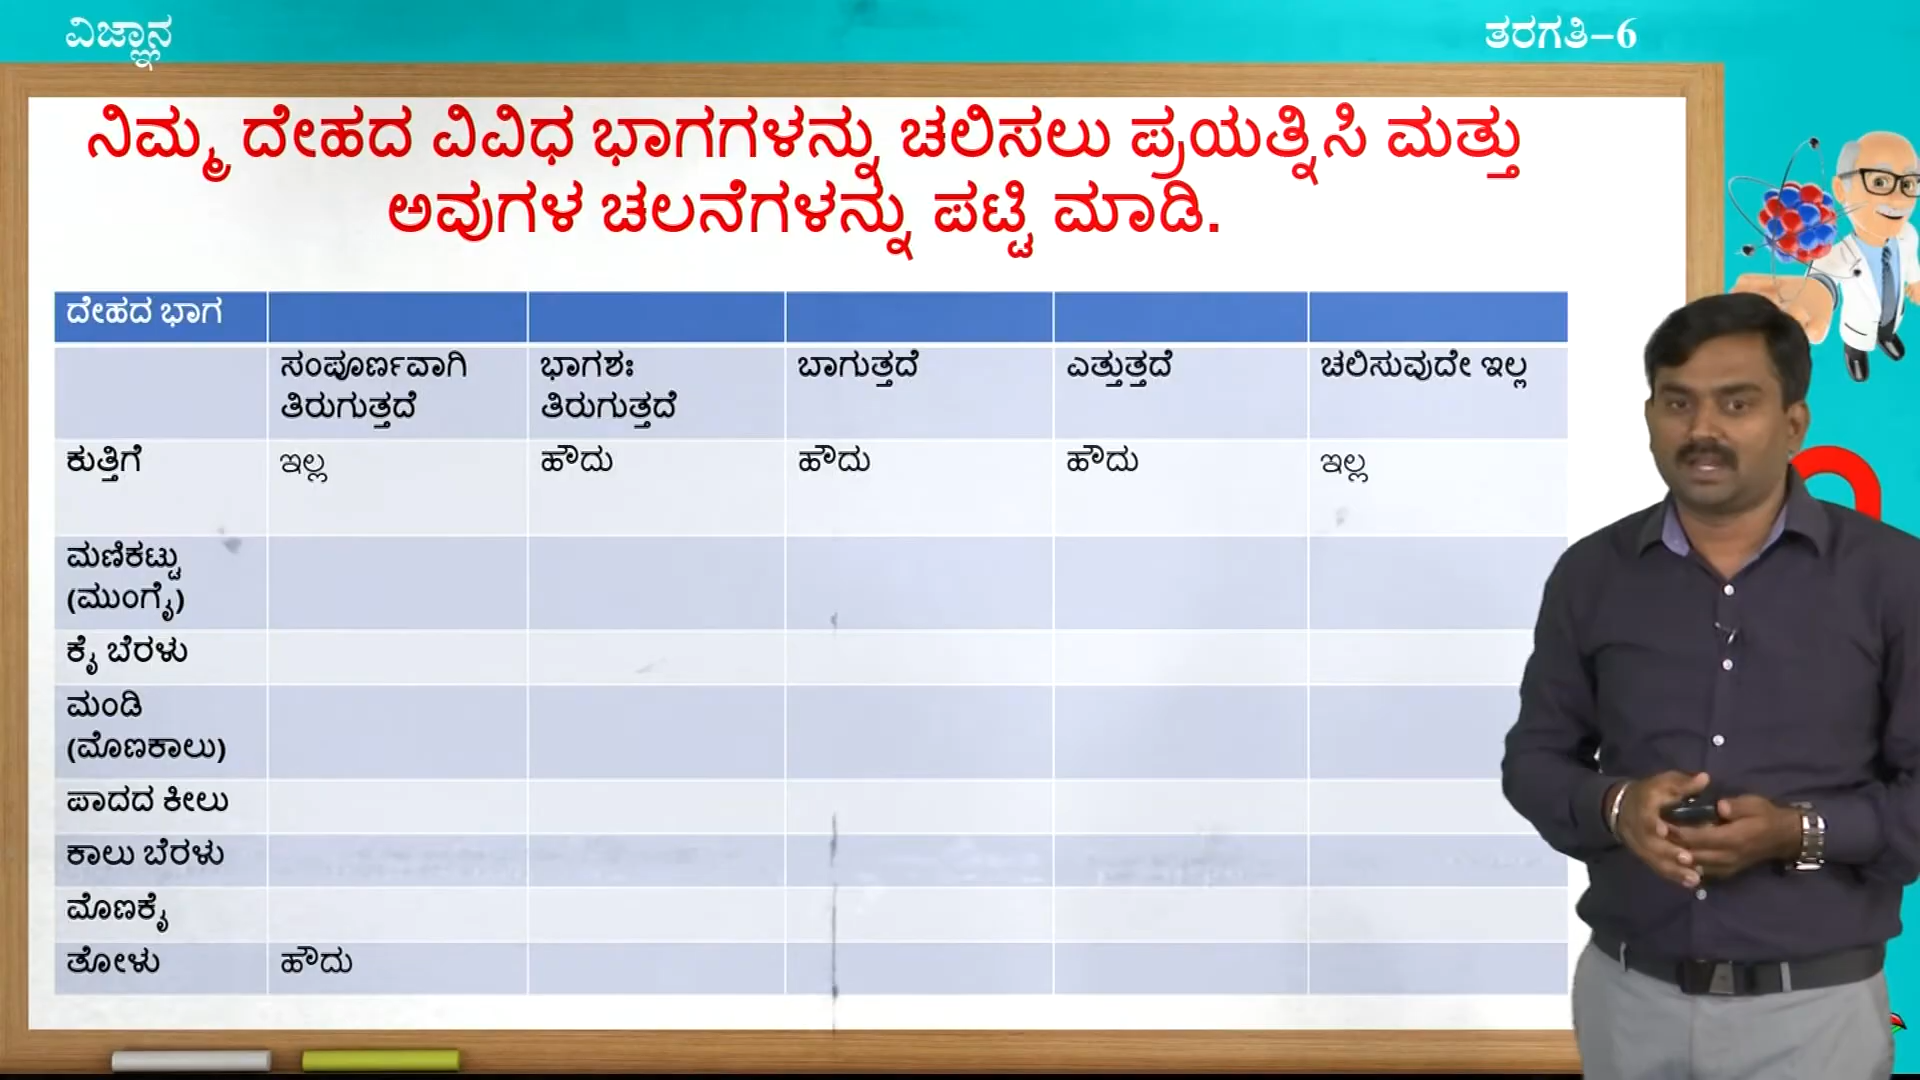 ವಿಜ್ಞಾನ
ತರಗತಿ–6
ನಿಮ್ಮ ದೇಹದ ವಿವಿಧ ಭಾಗಗಳನ್ನು ಚಲಿಸಲು ಪ್ರಯತ್ನಿಸಿ ಮತ್ತು
ಅವುಗಳ ಚಲನೆಗಳನ್ನು ಪಟ್ಟಿ ಮಾಡಿ.
ದೇಹದ ಭಾಗ
ಸಂಪೂರ್ಣವಾಗಿ
ತಿರುಗುತ್ತದೆ
ಭಾಗಶಃ
ತಿರುಗುತ್ತದೆ
ಬಾಗುತ್ತದೆ
ಎತ್ತುತ್ತದೆ
ಚಲಿಸುವುದೇ ಇಲ್ಲ
ಕುತ್ತಿಗೆ ಇಲ್ಲ ಹೌದು ಹೌದು ಹೌದು ಇಲ್ಲ
ಮಣಿಕಟ್ಟು
(ಮುಂಗೈ)
ಕೈ ಬೆರಳು
ಮಂಡಿ
(ಮೊಣಕಾಲು)
ಪಾದದ ಕೀಲು
ಕಾಲು ಬೆರಳು
ಮೊಣಕೈ
ತೋಳು ಹೌದು